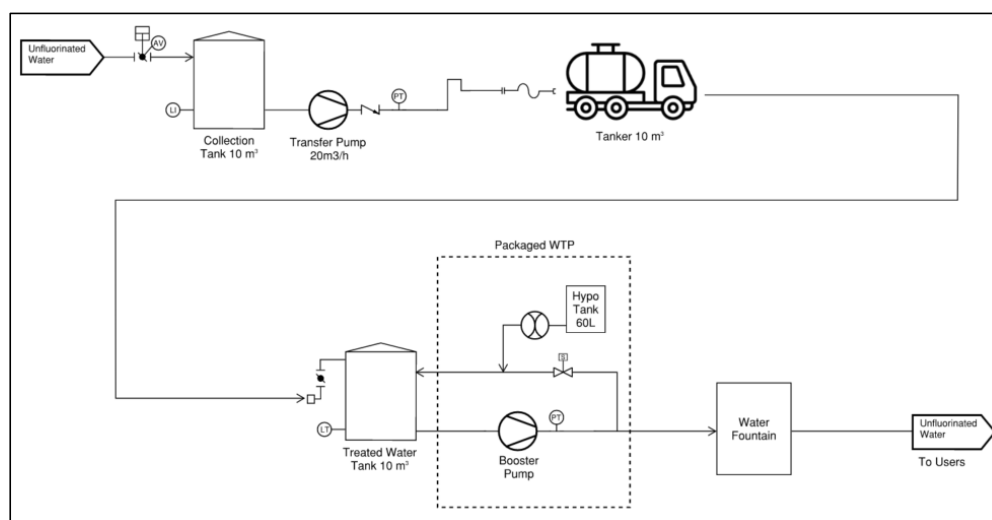 Unfluorinated
Water
AV
LI
Collection
Tank 10 m³
Transfer Pump
20m3/h
PT
Tanker 10 m³
Packaged WTP
Hypo
Tank
60L
S
LT
Treated Water
Tank 10 m³
PT
Booster
Pump
Water
Fountain
Unfluorinated
Water
To Users